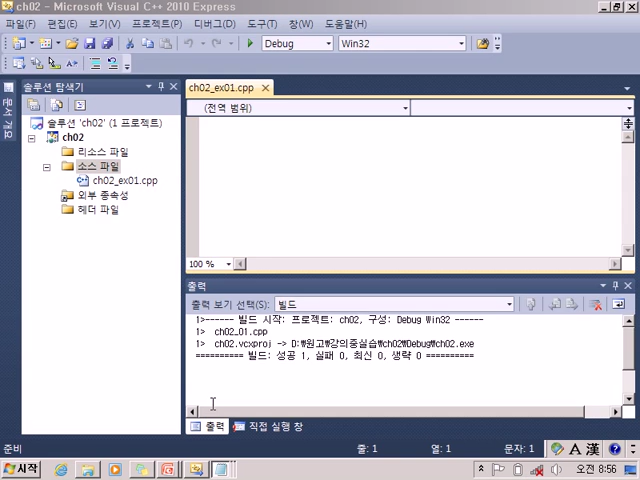 ch02 - Microsoft Visual C++ 2010 Express
파일(F) 편집(E) 보기(V) 프로젝트(P) 디버그(D) 도구(T) 창(W) 도움말(H)
Debug Win32
솔루션 탐색기
솔루션 'ch02' (1 프로젝트)
ch02
리소스 파일
소스 파일
ch02_ex01.cpp
외부 종속성
헤더 파일
문서 개요
ch02_ex01.cpp
(전역 범위)
100 %
출력
출력 보기 선택(S): 빌드
1>------ 빌드 시작: 프로젝트: ch02, 구성: Debug Win32 ------
1> ch02_01.cpp
1> ch02.vcxproj -> D:₩원고₩강의중실습₩ch02₩Debug₩ch02.exe
========== 빌드: 성공 1, 실패 0, 최신 0, 생략 0 ==========
출력 직접 실행 창
준비 줄: 1 열: 1 문자: 1 A 漢
시작 오전 8:56